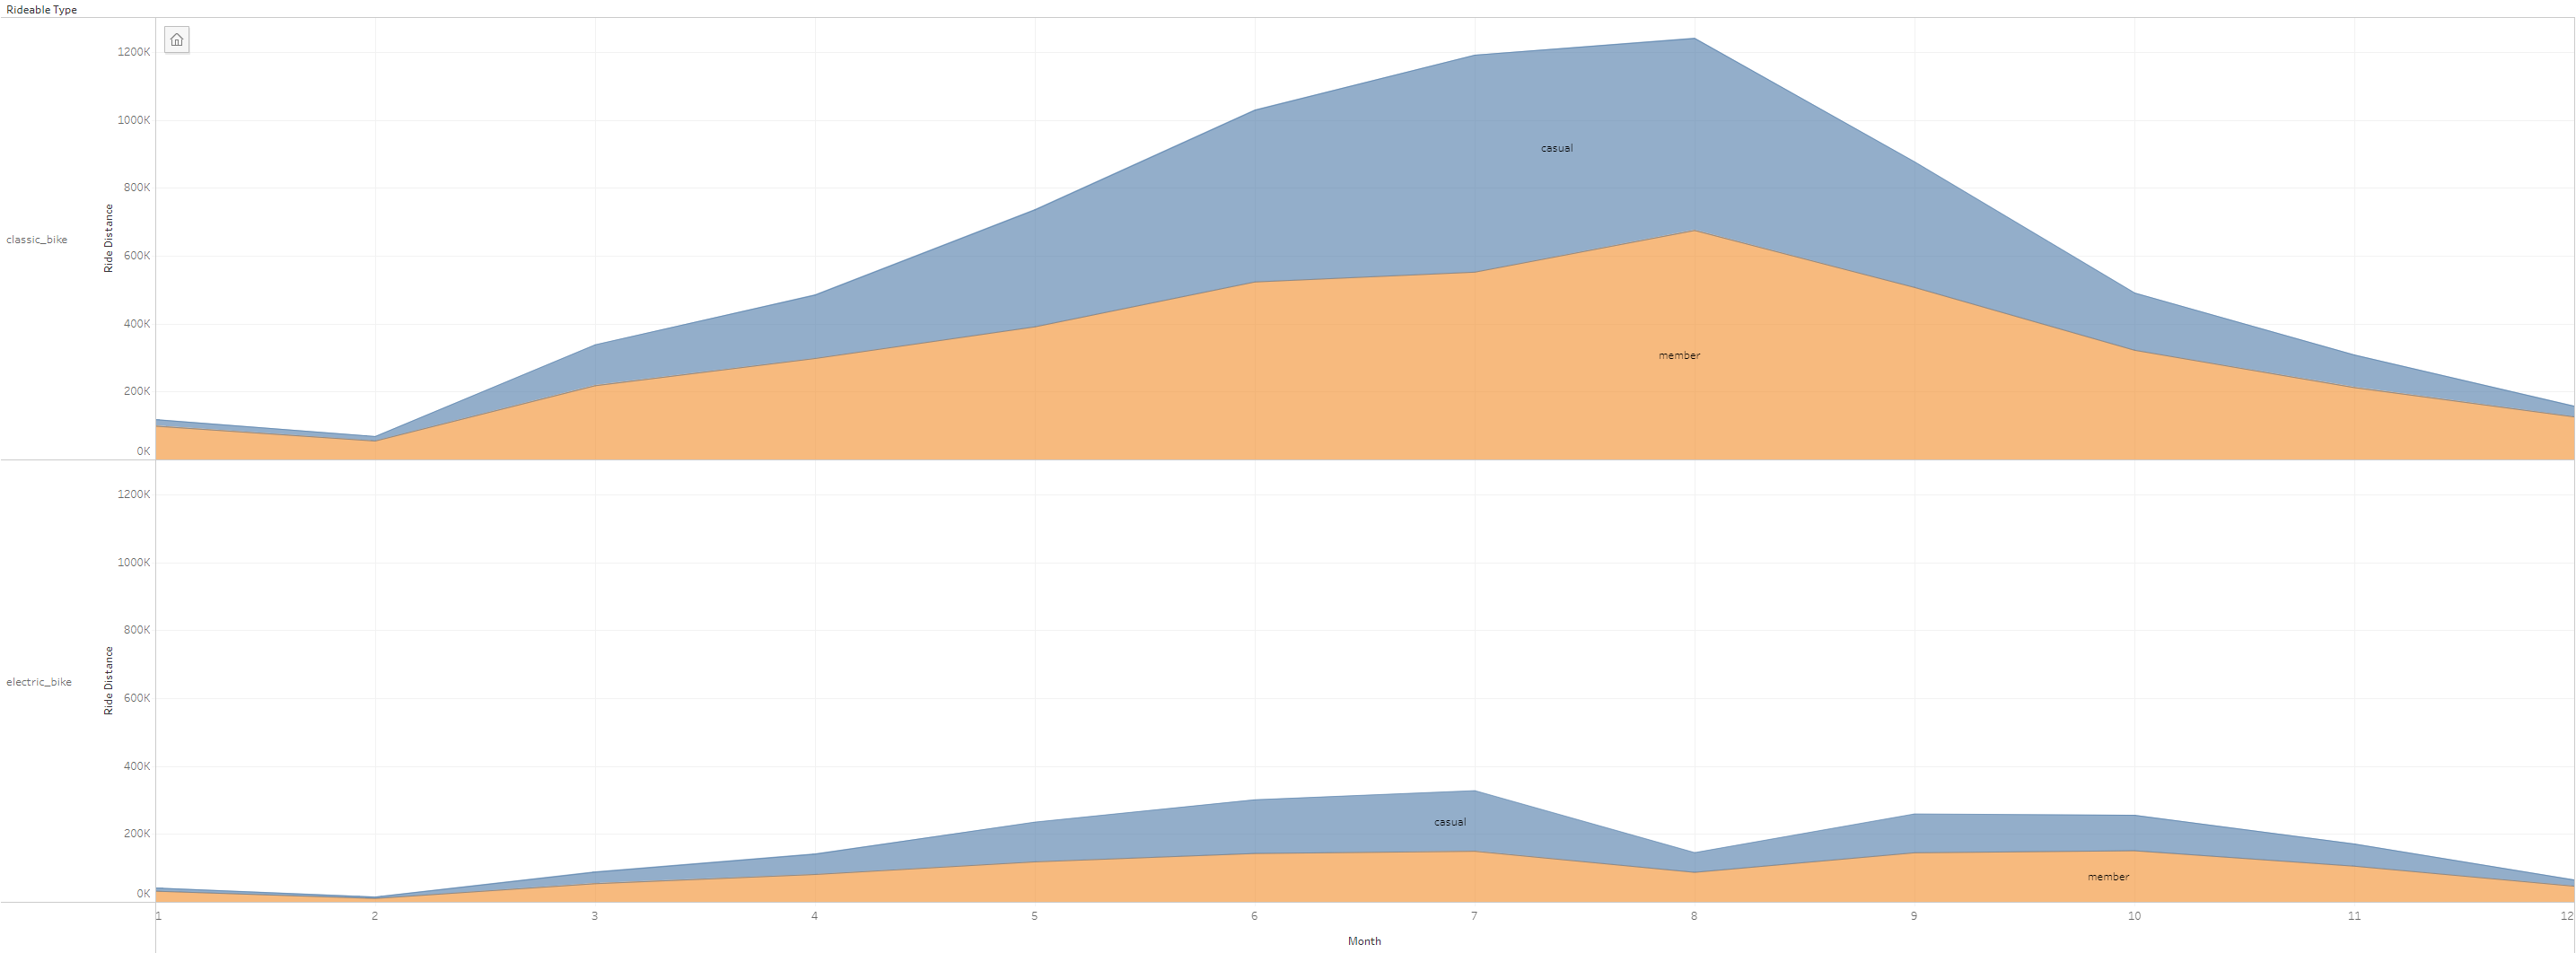 Rideable Type
classic_bike
Ride Distance
1200K
1000K
800K
600K
400K
200K
0K
casual
member
electric_bike
Ride Distance
1200K
1000K
800K
600K
400K
200K
0K
casual
member
1 2 3 4 5 6 7 8 9 10 11 12
Month